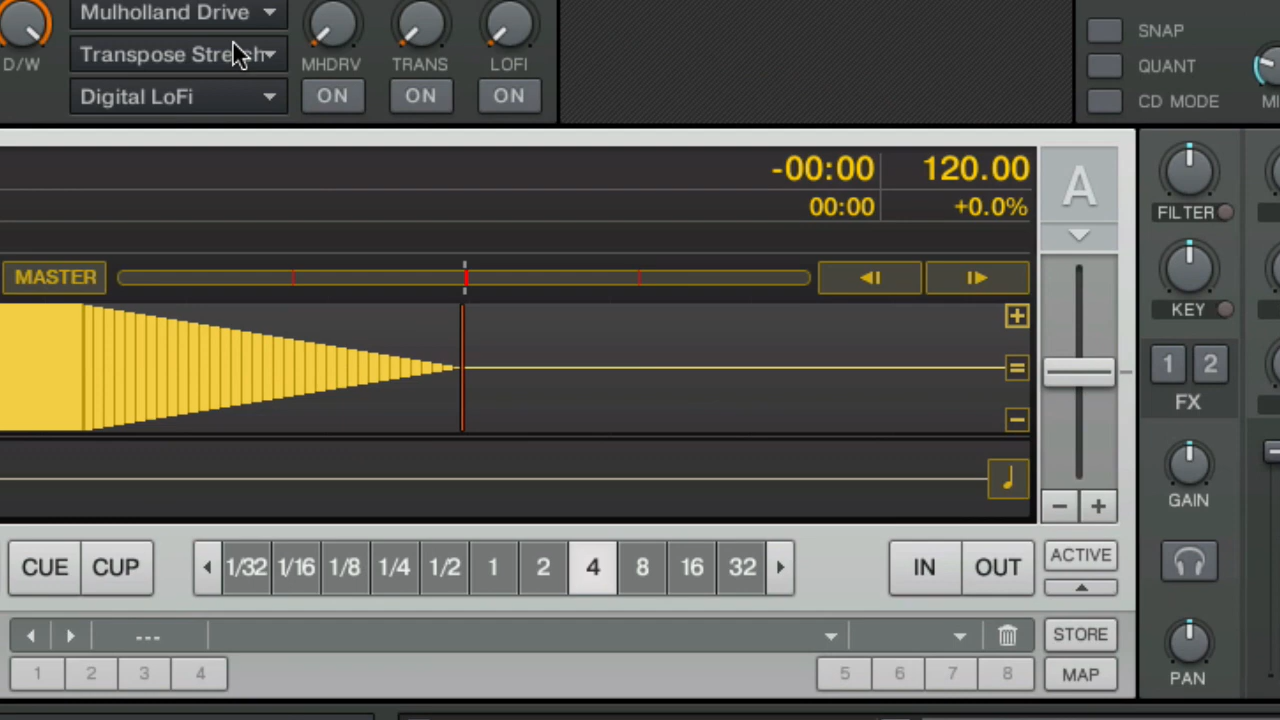 Mulholland Drive
D/W
Transpose Stretch
MHDRV
TRANS
LOFI
Digital LoFi
ON
ON
ON
SNAP
QUANT
CD MODE
MI
-00:00
120.00
00:00
+0.0%
A
FILTER
MASTER
KEY
1
2
FX
GAIN
CUE
CUP
1/32
1/16
1/8
1/4
1/2
1
2
4
8
16
32
IN
OUT
ACTIVE
---
STORE
1
2
3
4
5
6
7
8
MAP
PAN